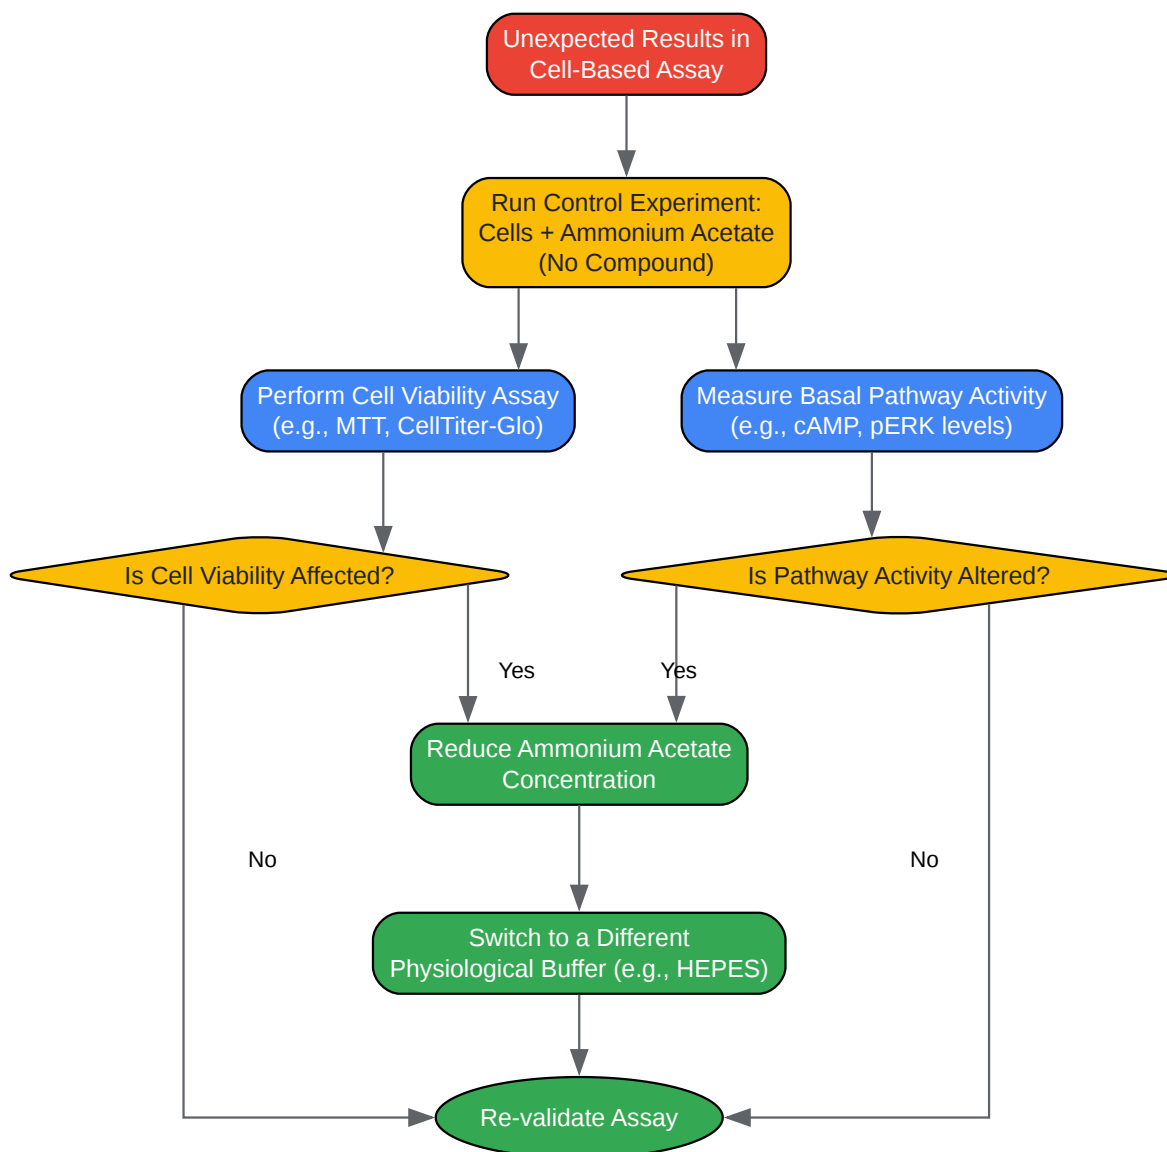 Unexpected Results in
Cell-Based Assay
Run Control Experiment:
Cells + Ammonium Acetate
(No Compound)
Perform Cell Viability Assay
(e.g., MTT, CellTiter-Glo)
Measure Basal Pathway Activity
(e.g., cAMP, pERK levels)
Is Cell Viability Affected?
Is Pathway Activity Altered?
Yes
Yes
Reduce Ammonium Acetate
Concentration
No
No
Switch to a Different
Physiological Buffer (e.g., HEPES)
Re-validate Assay